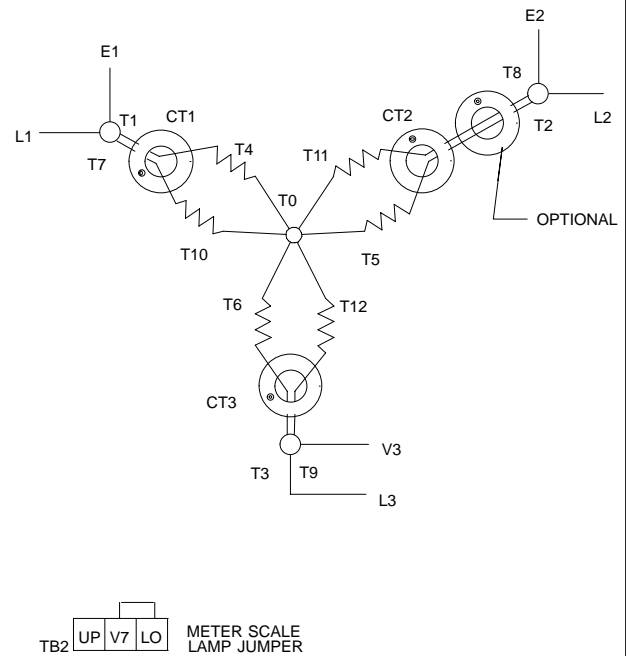 E2
E1
T8
T1
CT1
CT2
L1
L2
T2
T7
T4
T11
T0
OPTIONAL
T10
T5
T6
T12
CT3
V3
T3
T9
L3
UP V7 LO
METER SCALE
TB2
LAMP JUMPER